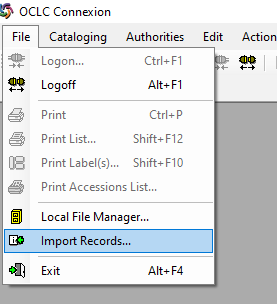 OCLC Connexion
File Cataloging Authorities Edit Action
Logon... Ctrl+F1
Logoff Alt+F1
Print Ctrl+P
Print List... Shift+F12
Print Label(s)... Shift+F10
Print Accessions List...
Local File Manager...
Import Records...
Exit Alt+F4